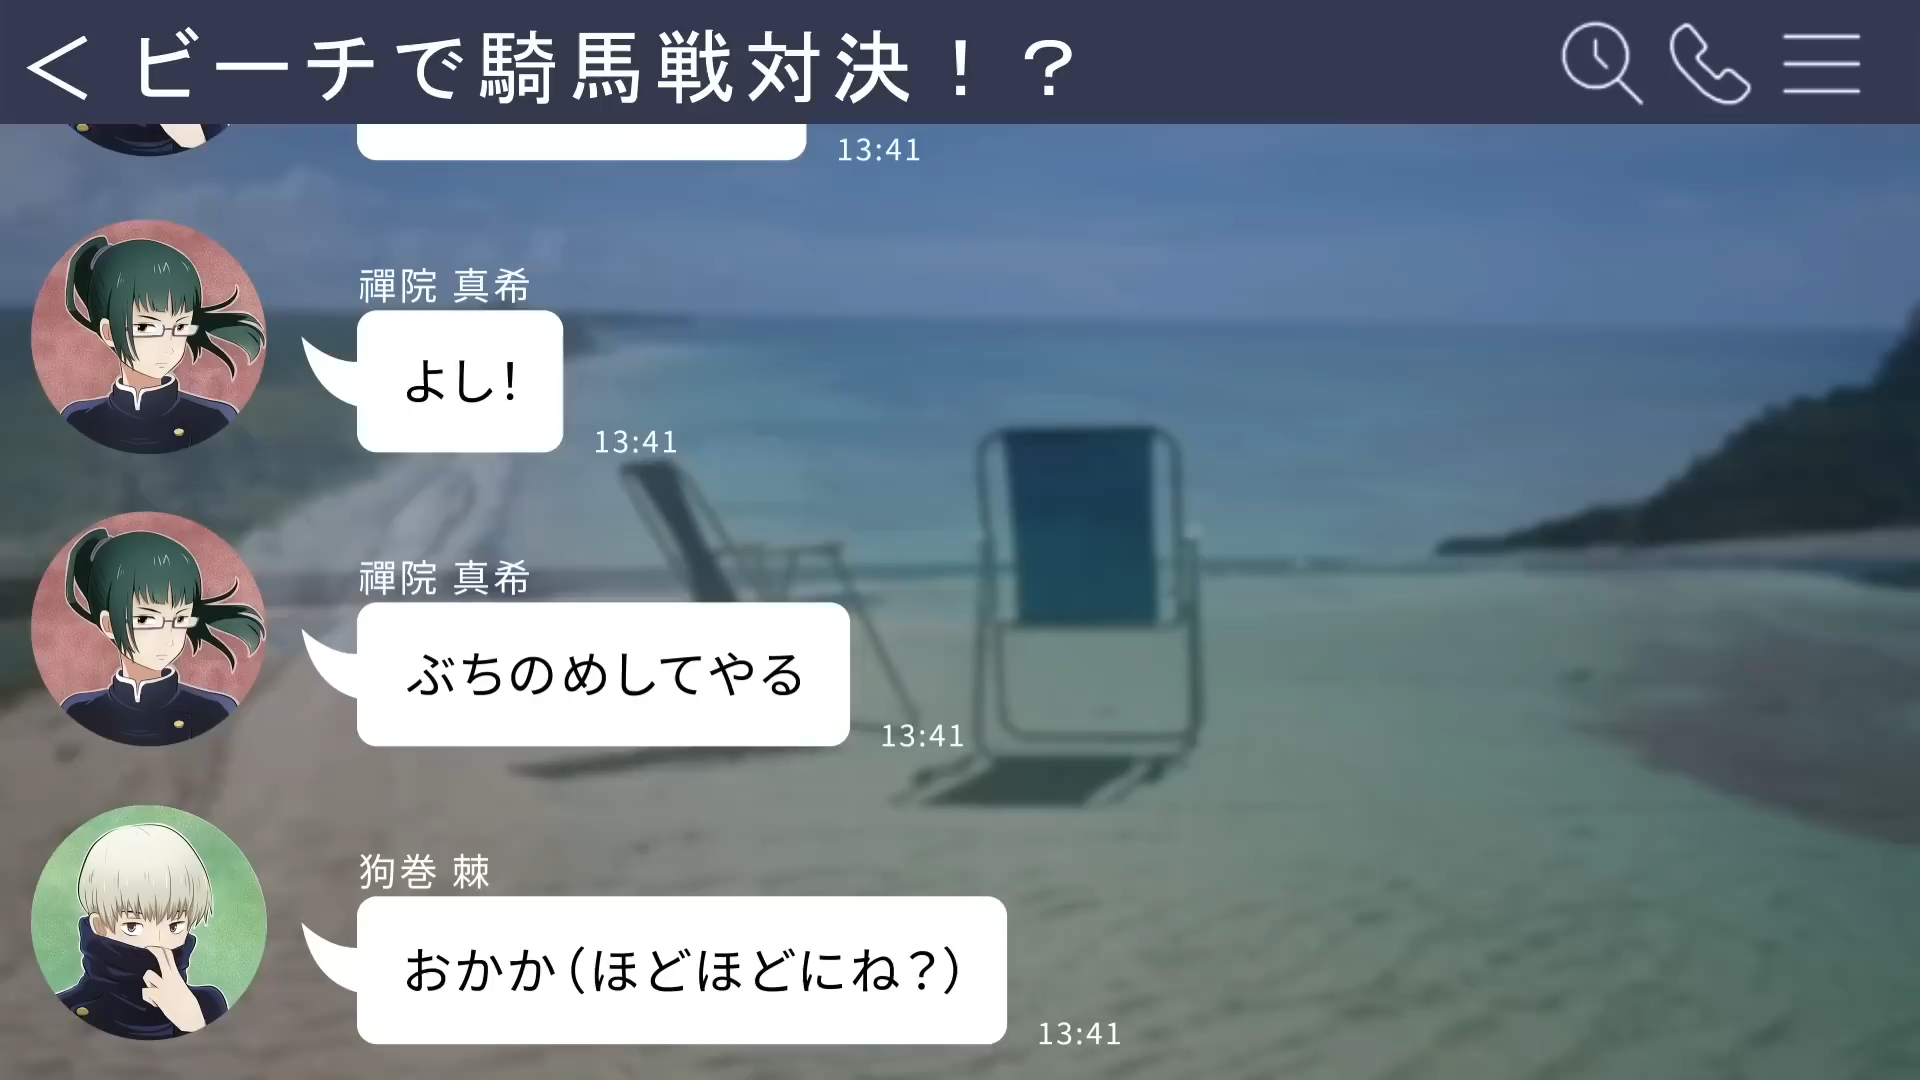 < ビーチで騎馬戦対決！？
13:41
禪院 真希
よし!
13:41
禪院 真希
ぶちのめしてやる
13:41
狗巻 棘
おかか(ほどほどにね？)
13:41